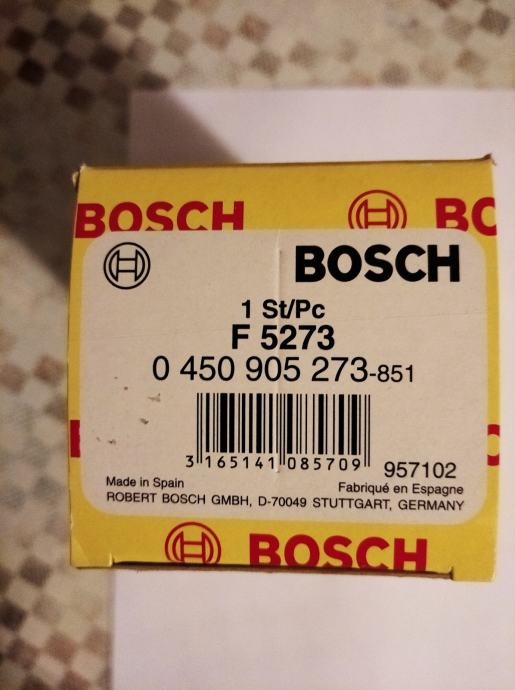 BOSCH
BO
BOSCH
1 St/Pc
F 5273
0 450 905 273-851
3 165141 085709
957102
Made in Spain
Fabriqué en Espagne
ROBERT BOSCH GMBH, D-70049 STUTTGART, GERMANY
BOSCH